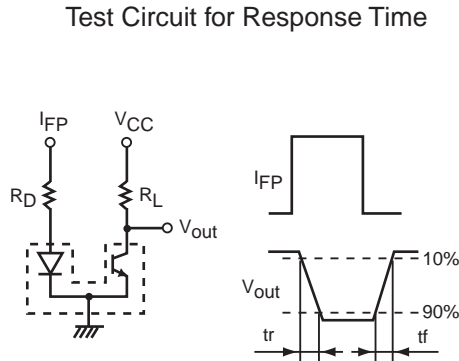 Test Circuit for Response Time
IFP
VCC
RD
RL
Vout
IFP
10%
Vout
90%
tr
tf